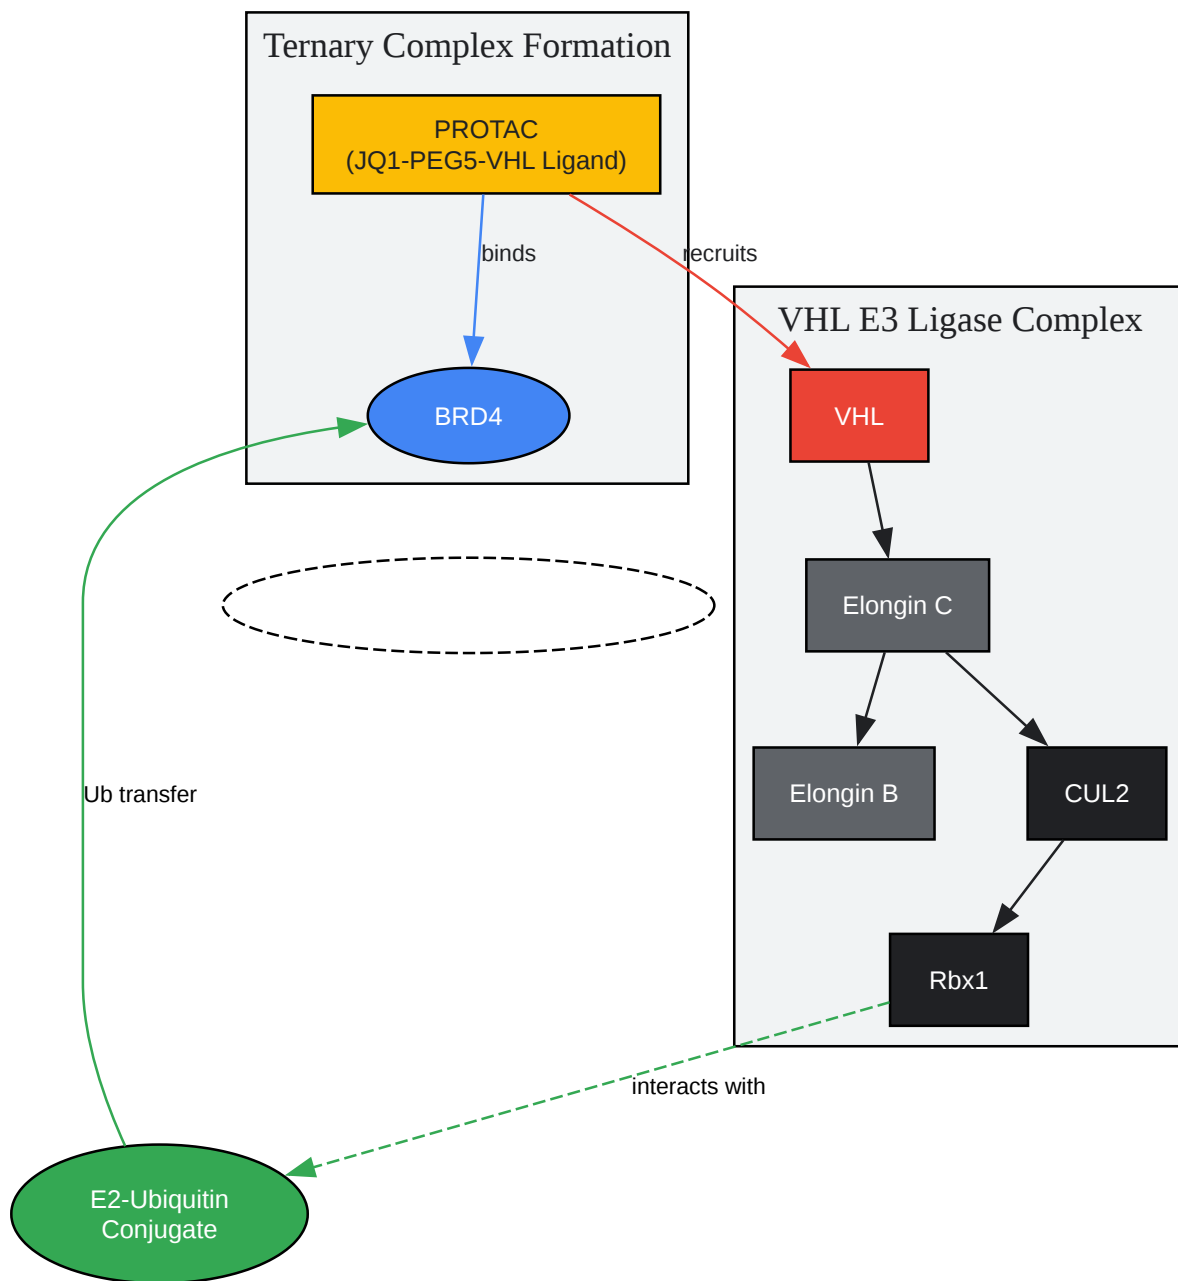 Ternary Complex Formation
PROTAC
(JQ1-PEG5-VHL Ligand)
binds
recruits
VHL E3 Ligase Complex
BRD4
VHL
Elongin C
Elongin B
CUL2
Ub transfer
Rbx1
interacts with
E2-Ubiquitin
Conjugate